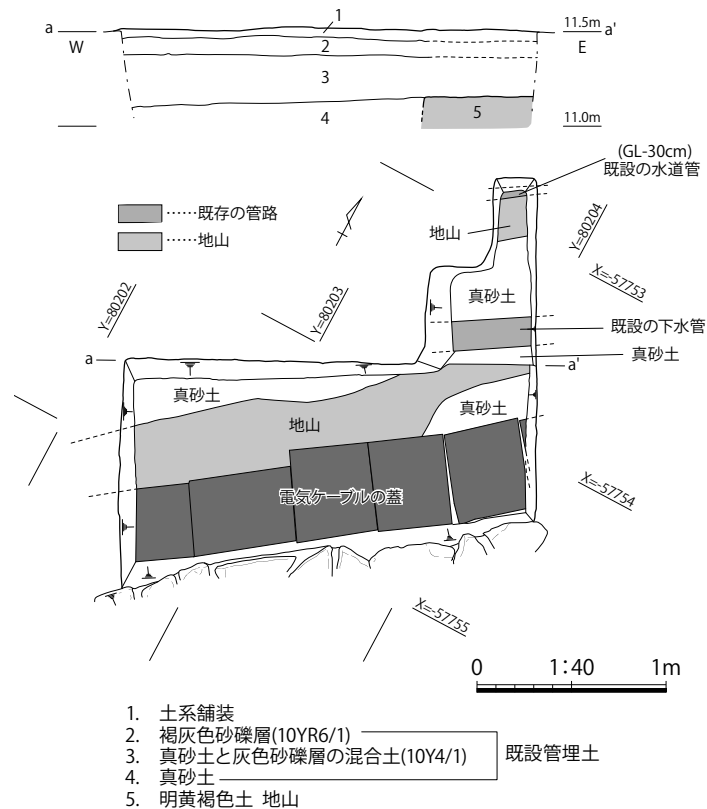 1
a 11.5m a'
W 2 E
3
4 5 11.0m
(GL-30cm)
既設の水道管
……既存の管路
……地山
地山
Y=80204
X=-57753
Y=80202
Y=80203
真砂土
既設の下水管
真砂土
a a'
真砂土
真砂土
地山
電気ケーブルの蓋
X=-57754
X=-57755
0 1:40 1m
1. 土系舗装
2. 褐灰色砂礫層(10YR6/1)
3. 真砂土と灰色砂礫層の混合土(10Y4/1) 既設管埋土
4. 真砂土
5. 明黄褐色土 地山